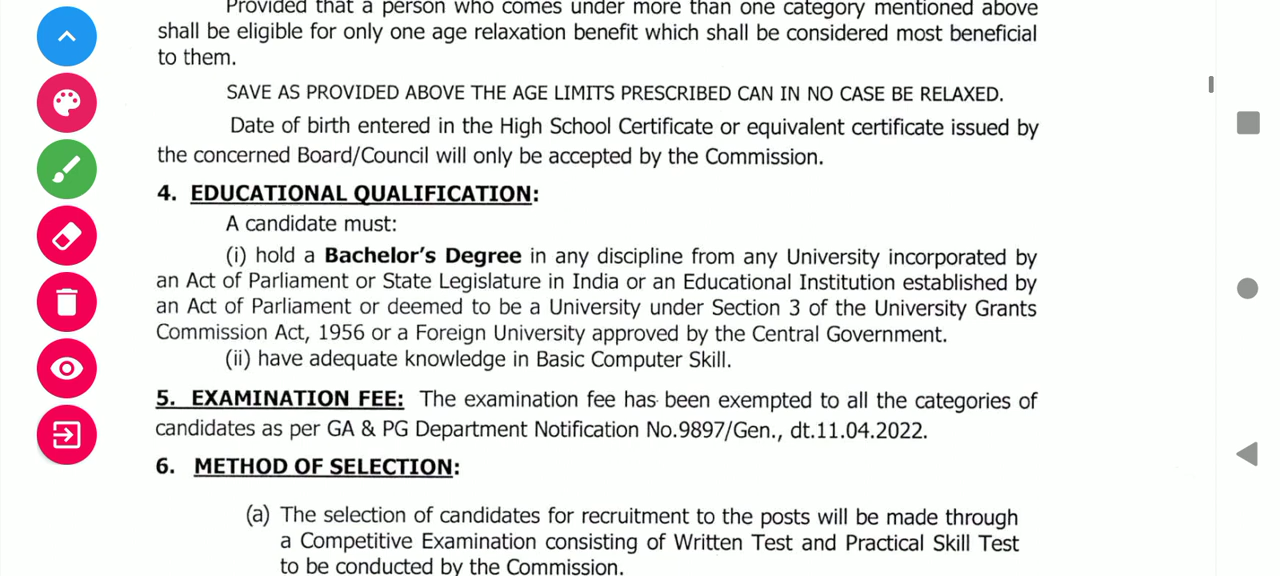 Provided that a person who comes under more than one category mentioned above
shall be eligible for only one age relaxation benefit which shall be considered most beneficial
to them.
SAVE AS PROVIDED ABOVE THE AGE LIMITS PRESCRIBED CAN IN NO CASE BE RELAXED.
Date of birth entered in the High School Certificate or equivalent certificate issued by
the concerned Board/Council will only be accepted by the Commission.
4. EDUCATIONAL QUALIFICATION:
A candidate must:
(i) hold a Bachelor's Degree in any discipline from any University incorporated by
an Act of Parliament or State Legislature in India or an Educational Institution established by
an Act of Parliament or deemed to be a University under Section 3 of the University Grants
Commission Act, 1956 or a Foreign University approved by the Central Government.
(ii) have adequate knowledge in Basic Computer Skill.
5. EXAMINATION FEE: The examination fee has been exempted to all the categories of
candidates as per GA & PG Department Notification No.9897/Gen., dt.11.04.2022.
6. METHOD OF SELECTION:
(a) The selection of candidates for recruitment to the posts will be made through
a Competitive Examination consisting of Written Test and Practical Skill Test
to be conducted by the Commission.